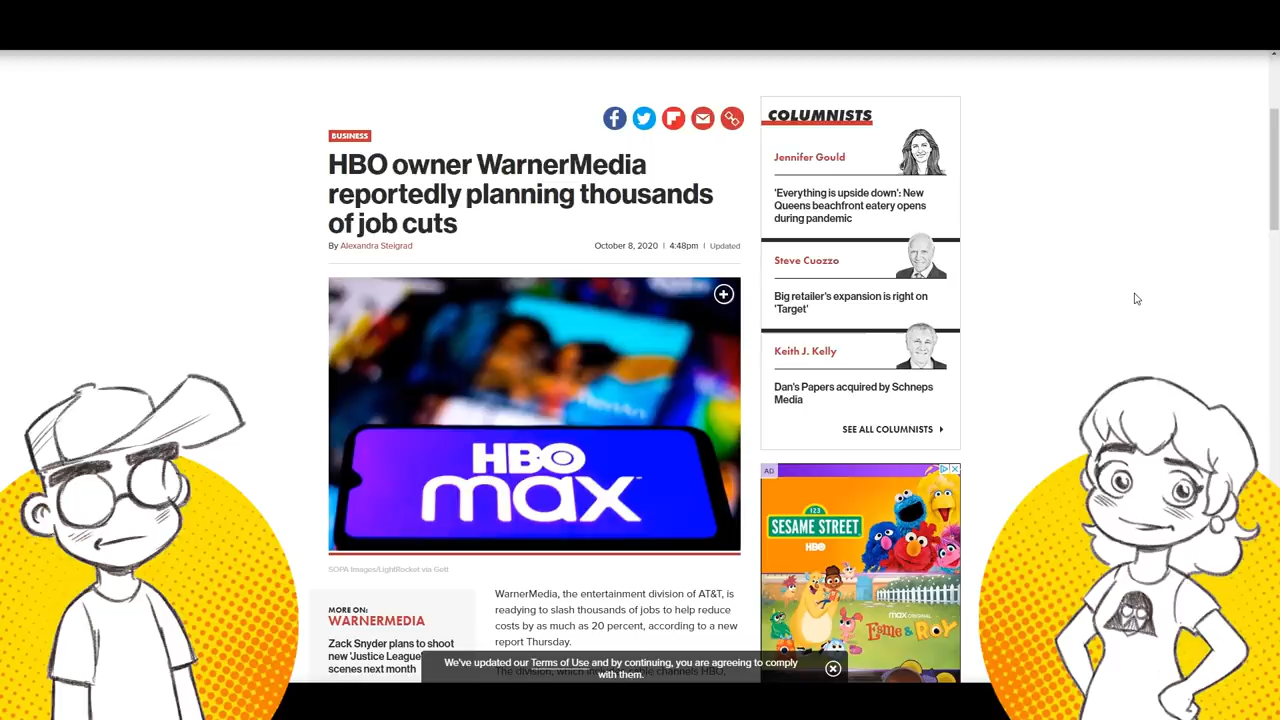 BUSINESS
HBO owner WarnerMedia
reportedly planning thousands
of job cuts
By Alexandra Steigrad
October 8, 2020 | 4:48pm | Updated
HBO
max
SOPA Images/LightRocket via Gett
MORE ON:
WARNERMEDIA
Zack Snyder plans to shoot
new 'Justice League'
scenes next month
WarnerMedia, the entertainment division of AT&T, is
readying to slash thousands of jobs to help reduce
costs by as much as 20 percent, according to a new
report Thursday.
We've updated our Terms of Use and by continuing, you are agreeing to comply
with them.
COLUMNISTS
Jennifer Gould
'Everything is upside down': New
Queens beachfront eatery opens
during pandemic
Steve Cuozzo
Big retailer's expansion is right on
'Target'
Keith J. Kelly
Dan's Papers acquired by Schneps
Media
SEE ALL COLUMNISTS
AD
123
SESAME STREET
HBO
max ORIGINAL
Esme & ROY